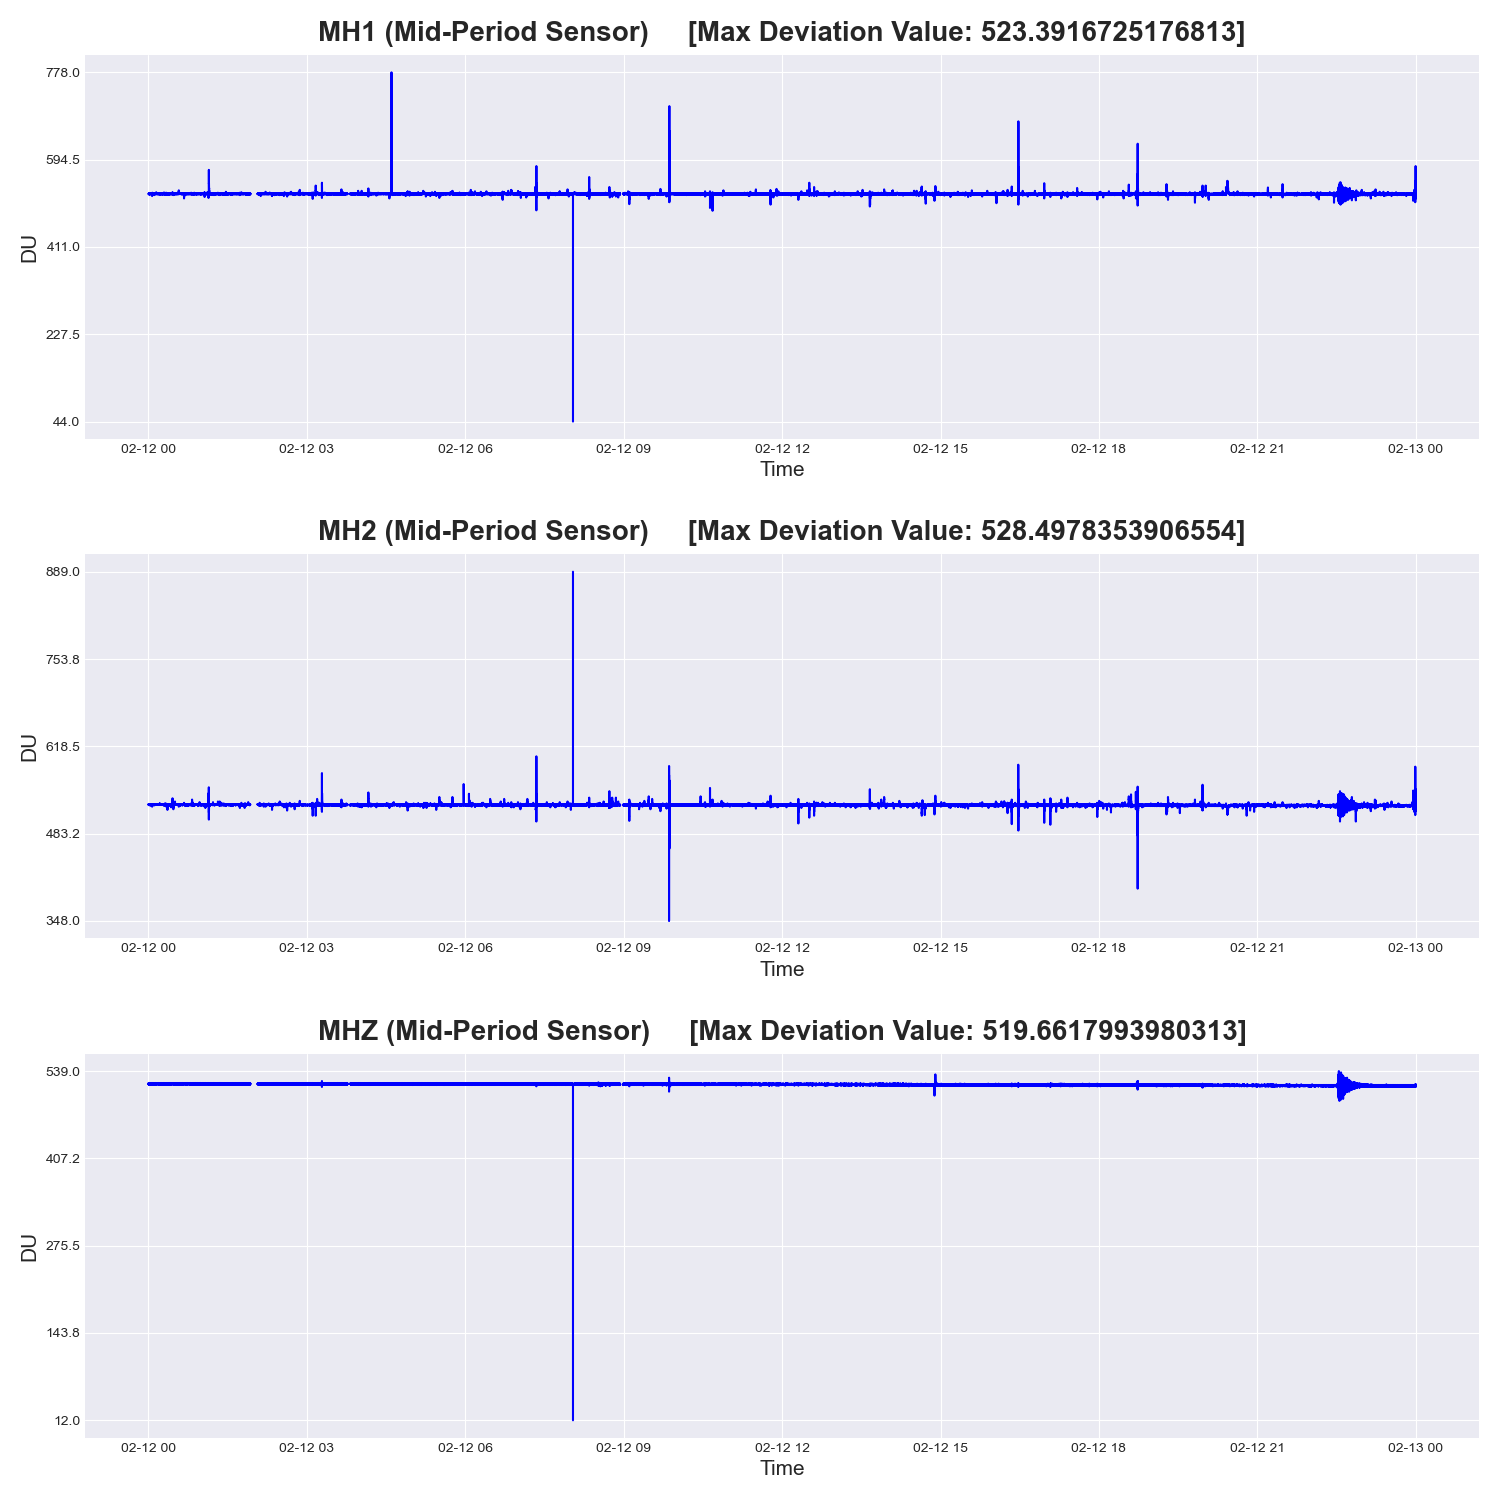 MH1 (Mid-Period Sensor) [Max Deviation Value: 523.3916725176813]
778.0
594.5
411.0
227.5
44.0
DU
02-12 00 02-12 03 02-12 06 02-12 09 02-12 12 02-12 15 02-12 18 02-12 21 02-13 00
Time
MH2 (Mid-Period Sensor) [Max Deviation Value: 528.4978353906554]
889.0
753.8
618.5
483.2
348.0
DU
02-12 00 02-12 03 02-12 06 02-12 09 02-12 12 02-12 15 02-12 18 02-12 21 02-13 00
Time
MHZ (Mid-Period Sensor) [Max Deviation Value: 519.6617993980313]
539.0
407.2
275.5
143.8
12.0
DU
02-12 00 02-12 03 02-12 06 02-12 09 02-12 12 02-12 15 02-12 18 02-12 21 02-13 00
Time